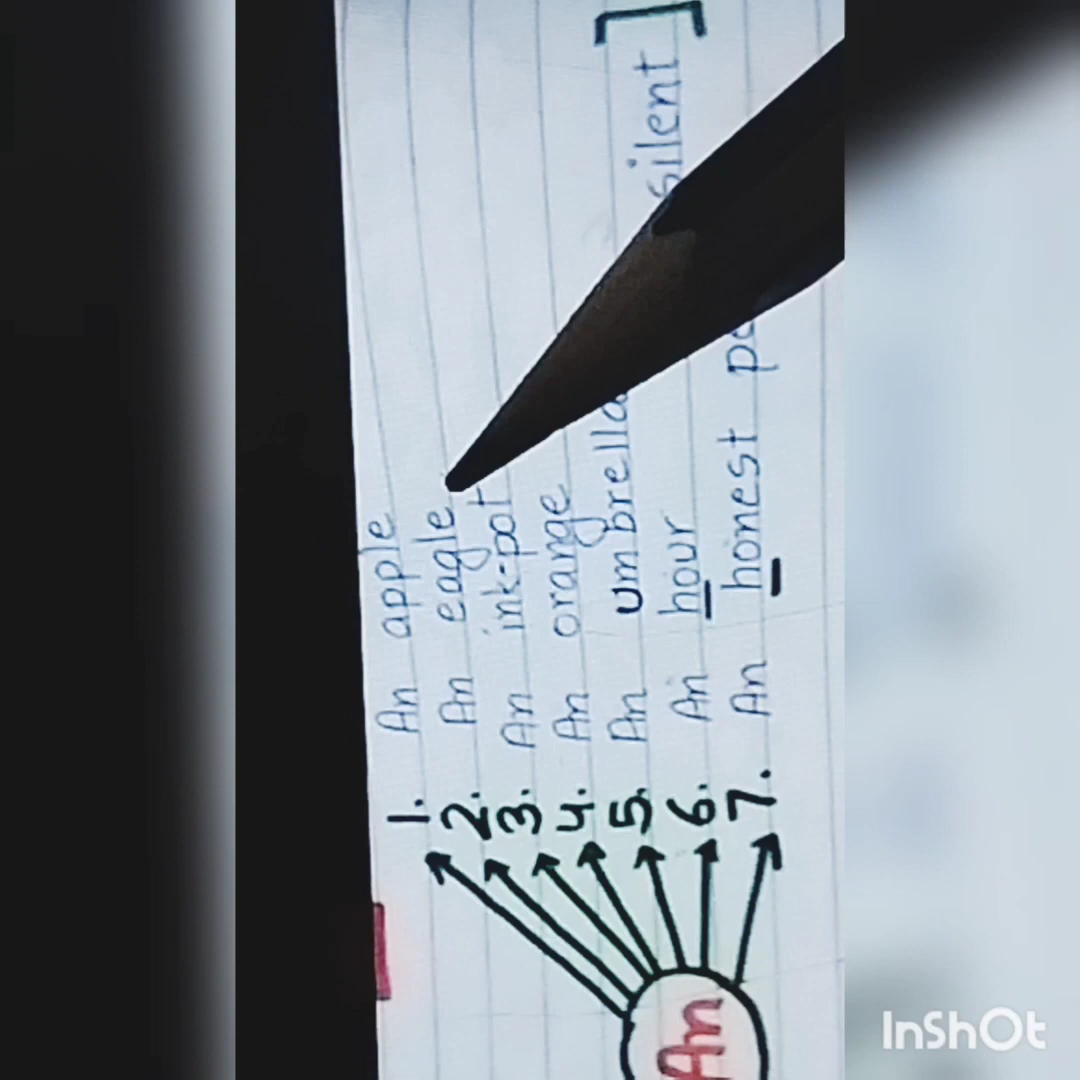 An
1. An apple
2. An eagle
3. An ink-pot
4. An orange
5. An umbrella
6. An hour silent ]
7. An honest
InShOt